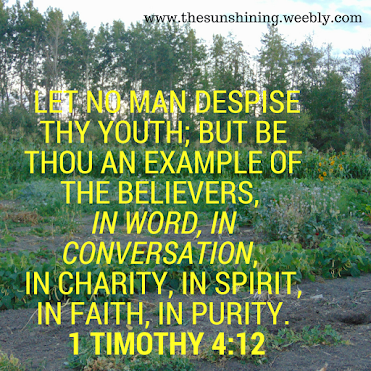 www.thesunshining.weebly.com
LET NO MAN DESPISE
THY YOUTH; BUT BE
THOU AN EXAMPLE OF
THE BELIEVERS,
IN WORD, IN
CONVERSATION,
IN CHARITY, IN SPIRIT,
IN FAITH, IN PURITY.
1 TIMOTHY 4:12